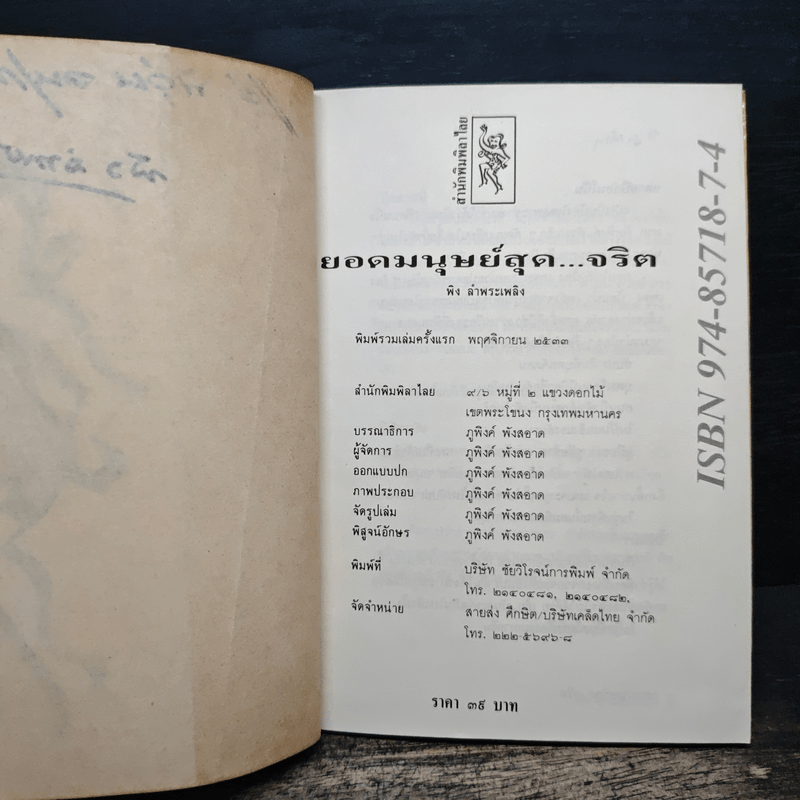 สำนักพิมพิลาไลย
ยอดมนุษย์สุด...จริต
พิง ลำพระเพลิง
พิมพ์รวมเล่มครั้งแรก พฤศจิกายน ๒๕๓๓
สำนักพิมพิลาไลย ๙/๖ หมู่ที่ ๒ แขวงดอกไม้
เขตพระโขนง กรุงเทพมหานคร
บรรณาธิการ ภูพิงค์ พังสอาด
ผู้จัดการ ภูพิงค์ พังสอาด
ออกแบบปก ภูพิงค์ พังสอาด
ภาพประกอบ ภูพิงค์ พังสอาด
จัดรูปเล่ม ภูพิงค์ พังสอาด
พิสูจน์อักษร ภูพิงค์ พังสอาด
พิมพ์ที่ บริษัท ชัยวิโรจน์การพิมพ์ จำกัด
โทร. ๒๑๔๐๔๘๑, ๒๑๔๐๔๘๒,
จัดจำหน่าย สายส่ง ศึกษิต/บริษัทเคล็ดไทย จำกัด
โทร. ๒๒๒-๕๖๙๖-๘
ราคา ๓๙ บาท
ISBN 974-85718-7-4